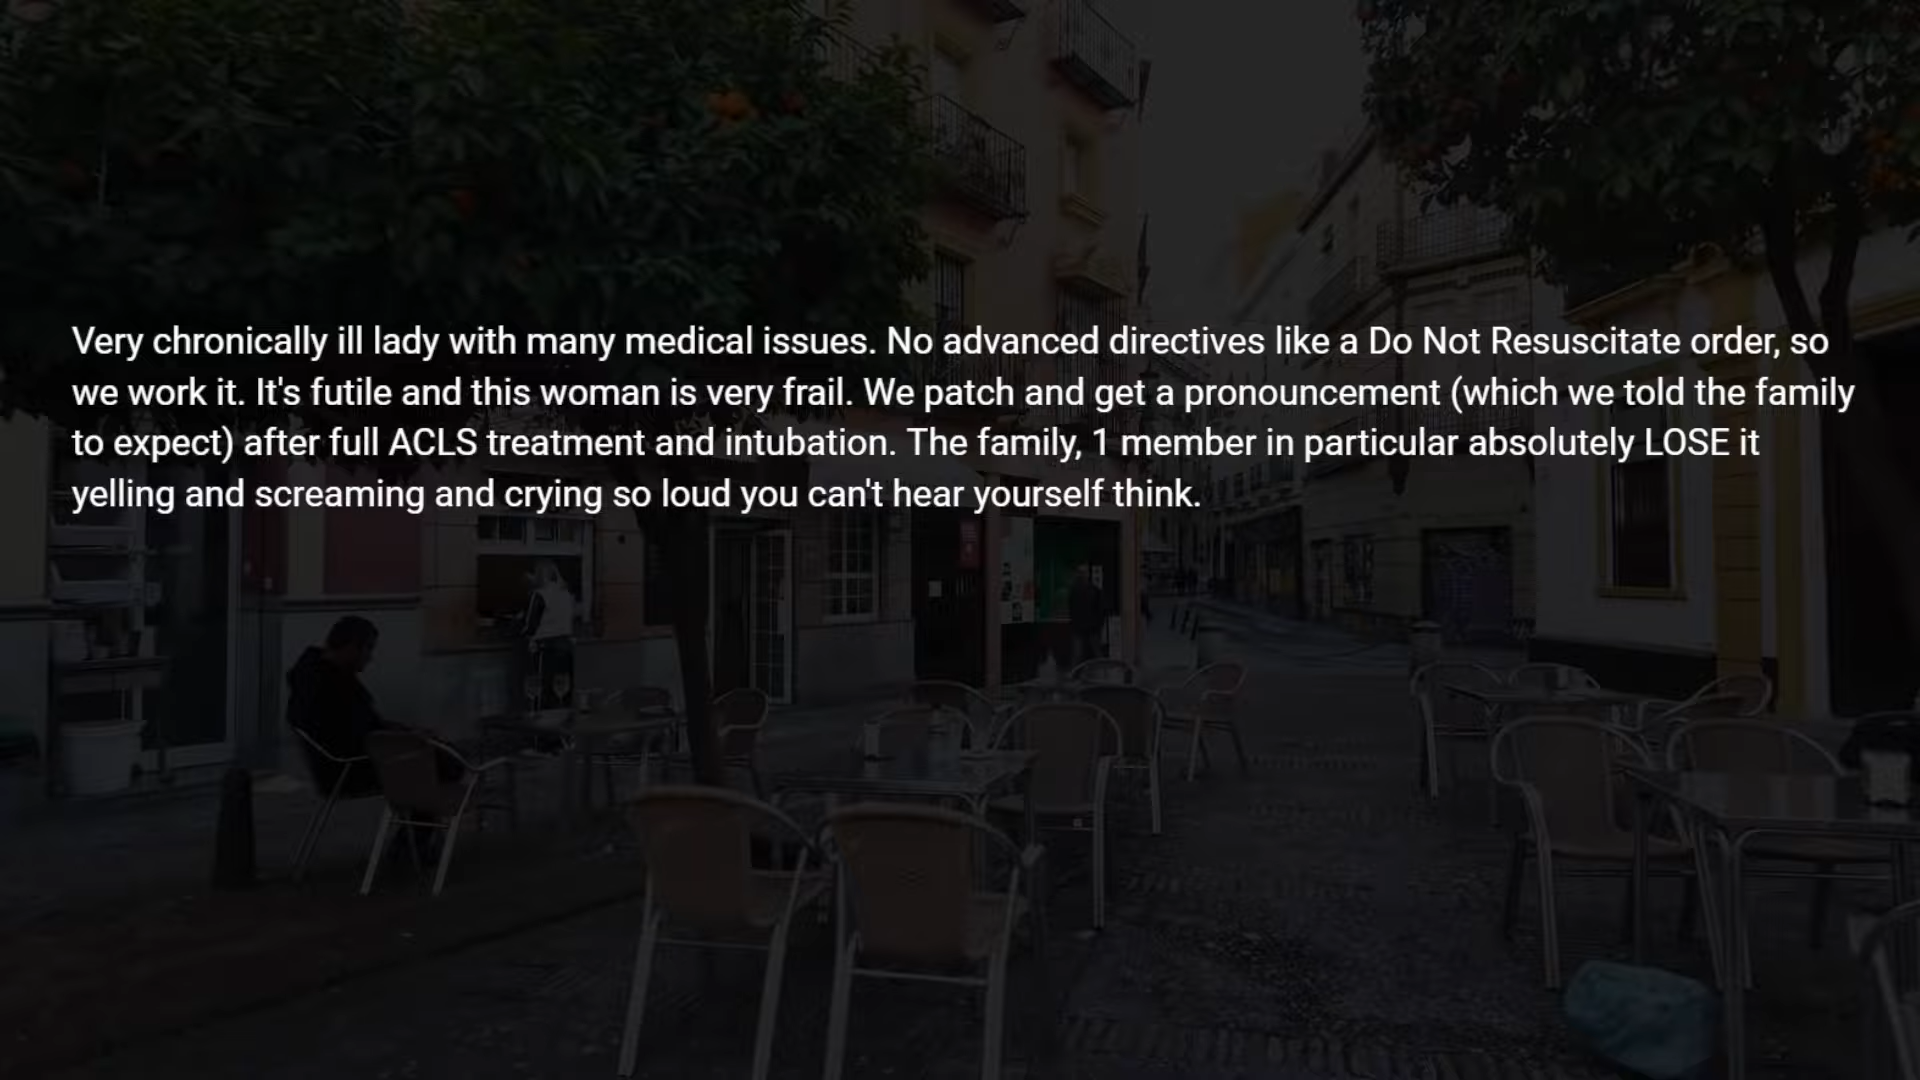 Very chronically ill lady with many medical issues. No advanced directives like a Do Not Resuscitate order, so
we work it. It's futile and this woman is very frail. We patch and get a pronouncement (which we told the family
to expect) after full ACLS treatment and intubation. The family, 1 member in particular absolutely LOSE it
yelling and screaming and crying so loud you can't hear yourself think.